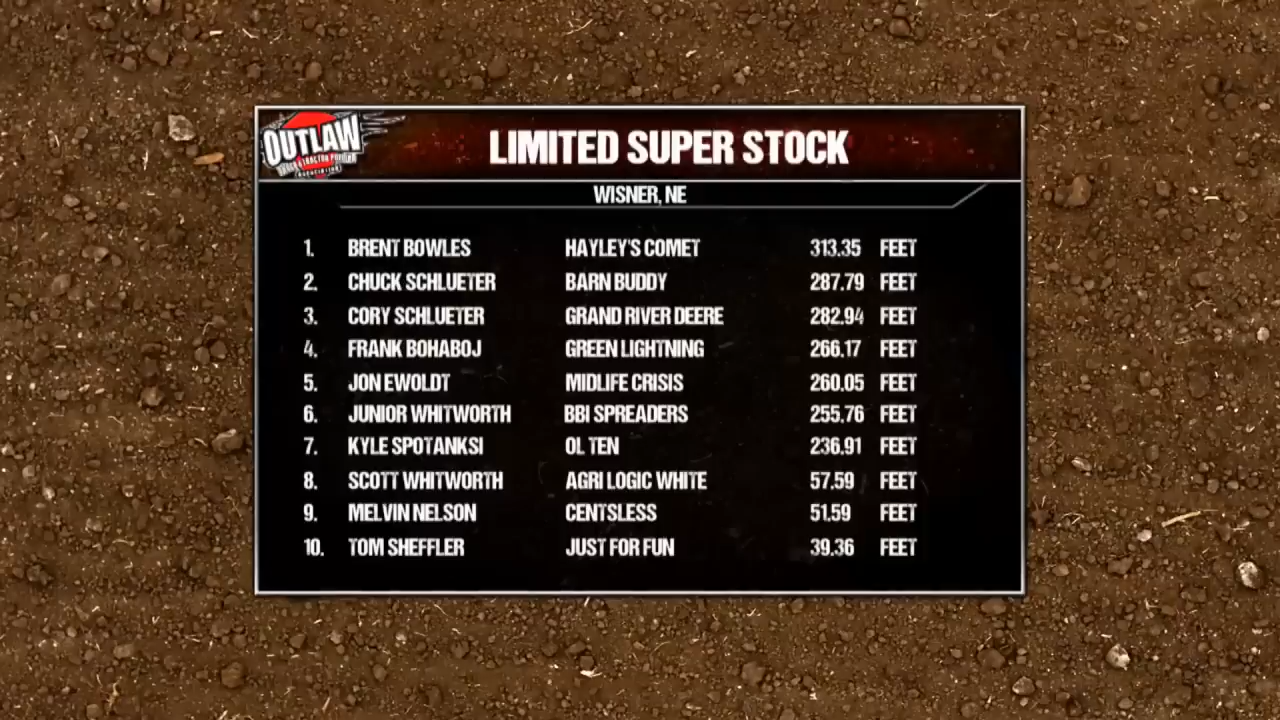 OUTLAW
TRUCK & TRACTOR PULLING
ASSOCIATION
LIMITED SUPER STOCK
WISNER, NE
1. BRENT BOWLES HAYLEY'S COMET 313.35 FEET
2. CHUCK SCHLUETER BARN BUDDY 287.79 FEET
3. CORY SCHLUETER GRAND RIVER DEERE 282.94 FEET
4. FRANK BOHABOJ GREEN LIGHTNING 266.17 FEET
5. JON EWOLDT MIDLIFE CRISIS 260.05 FEET
6. JUNIOR WHITWORTH BBI SPREADERS 255.76 FEET
7. KYLE SPOTANKSI OL TEN 236.91 FEET
8. SCOTT WHITWORTH AGRI LOGIC WHITE 57.59 FEET
9. MELVIN NELSON CENTSLESS 51.59 FEET
10. TOM SHEFFLER JUST FOR FUN 39.36 FEET